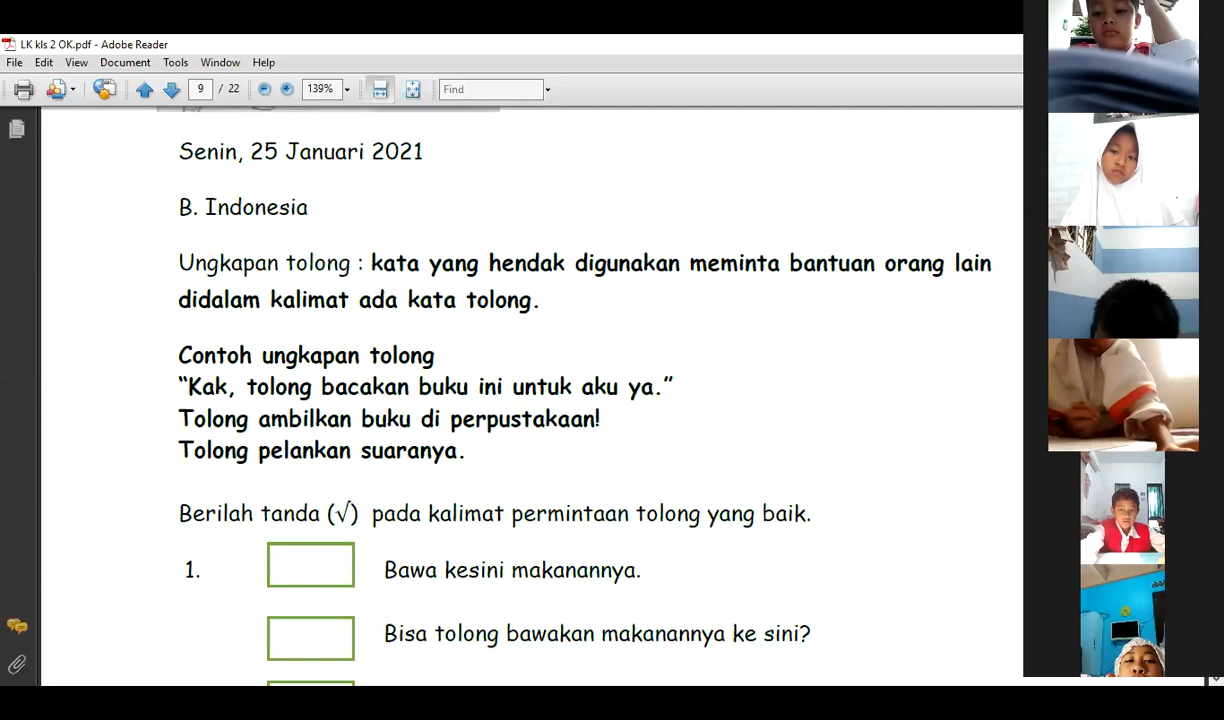 LK kls 2 OK.pdf - Adobe Reader
File Edit View Document Tools Window Help
9 / 22 139% Find
Senin, 25 Januari 2021
B. Indonesia
Ungkapan tolong : kata yang hendak digunakan meminta bantuan orang lain
didalam kalimat ada kata tolong.
Contoh ungkapan tolong
“Kak, tolong bacakan buku ini untuk aku ya.”
Tolong ambilkan buku di perpustakaan!
Tolong pelankan suaranya.
Berilah tanda (√) pada kalimat permintaan tolong yang baik.
1. Bawa kesini makanannya.
Bisa tolong bawakan makanannya ke sini?